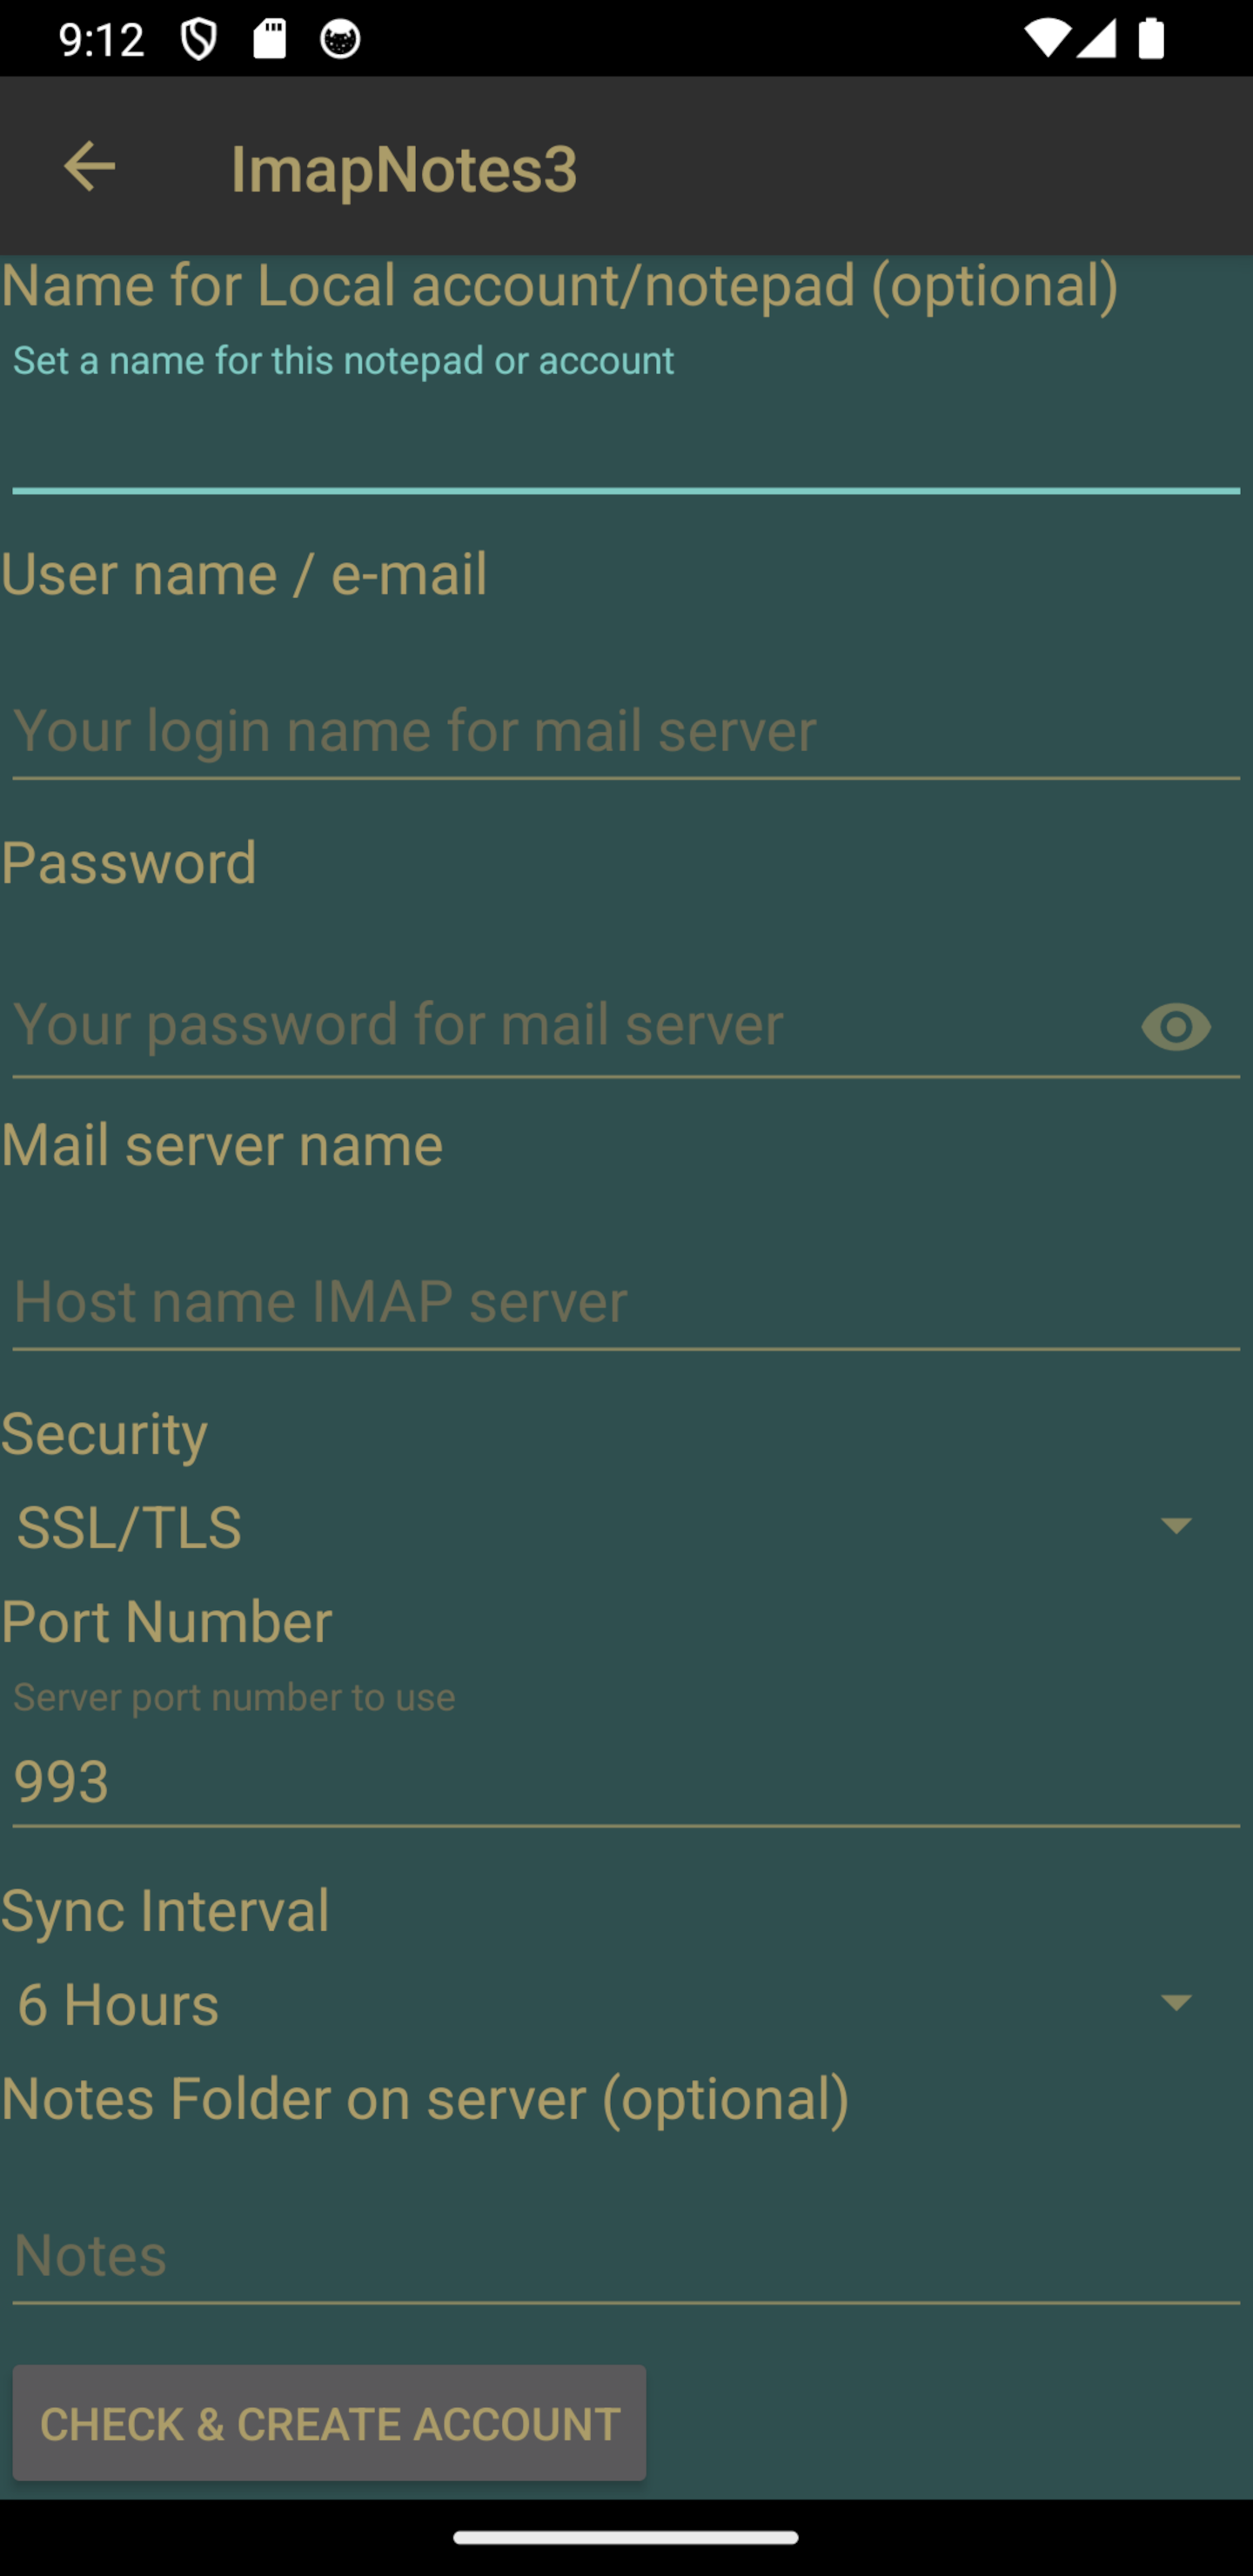 9:12
ImapNotes3
Name for Local account/notepad (optional)
Set a name for this notepad or account
User name / e-mail
Your login name for mail server
Password
Your password for mail server
Mail server name
Host name IMAP server
Security
SSL/TLS
Port Number
Server port number to use
993
Sync Interval
6 Hours
Notes Folder on server (optional)
Notes
CHECK & CREATE ACCOUNT